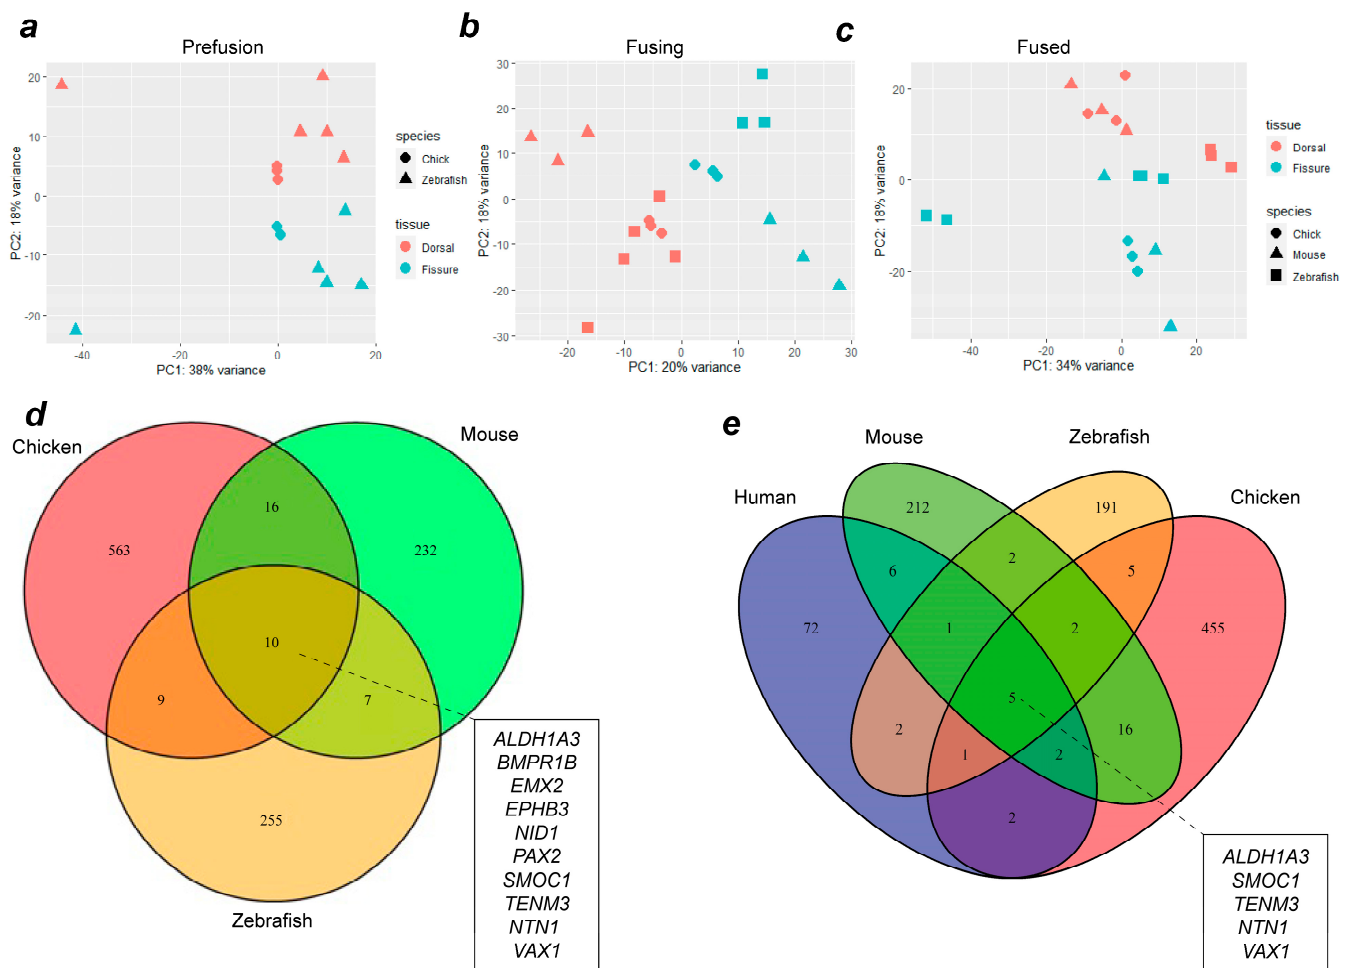 a
Prefusion
20
10
0
-10
-20
PC2: 18% variance
-40
-20
0
20
PC1: 38% variance
species
Chick
Zebrafish
tissue
Dorsal
Fissure
b
Fusing
30
20
10
0
-10
-20
-30
PC2: 18% variance
-20
-10
0
10
20
30
PC1: 20% variance
c
Fused
20
0
-20
PC2: 18% variance
-40
-20
0
20
PC1: 34% variance
tissue
Dorsal
Fissure
species
Chick
Mouse
Zebrafish
d
Chicken
Mouse
16
563
232
10
9
7
255
Zebrafish
ALDH1A3
BMPR1B
EMX2
EPHB3
NID1
PAX2
SMOC1
TENM3
NTN1
VAX1
e
Mouse
Zebrafish
Human
Chicken
212
191
2
6
5
72
1
2
455
5
2
16
1
2
2
ALDH1A3
SMOC1
TENM3
NTN1
VAX1